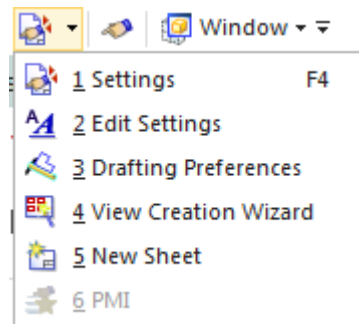 Window
1 Settings F4
2 Edit Settings
3 Drafting Preferences
4 View Creation Wizard
5 New Sheet
6 PMI